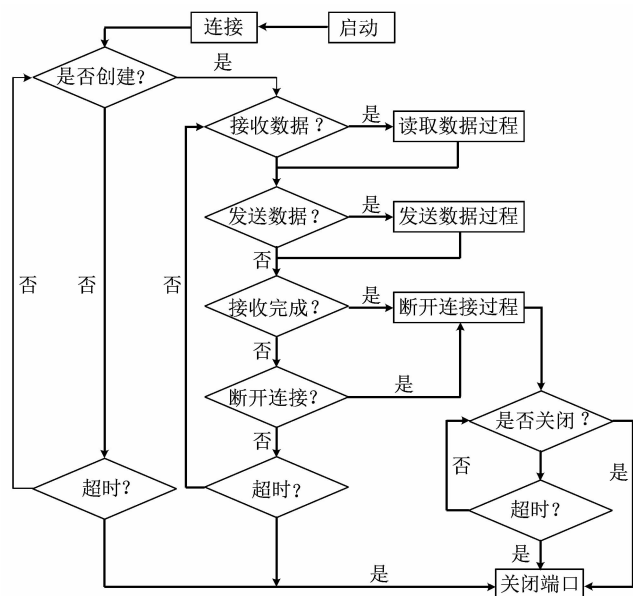 连接
启动
是否创建?
是
接收数据?
是
读取数据过程
发送数据?
是
发送数据过程
否
否
否
否
接收完成?
是
断开连接过程
否
断开连接?
是
是否关闭?
否
否
是
超时?
超时?
超时?
是
是
关闭端口